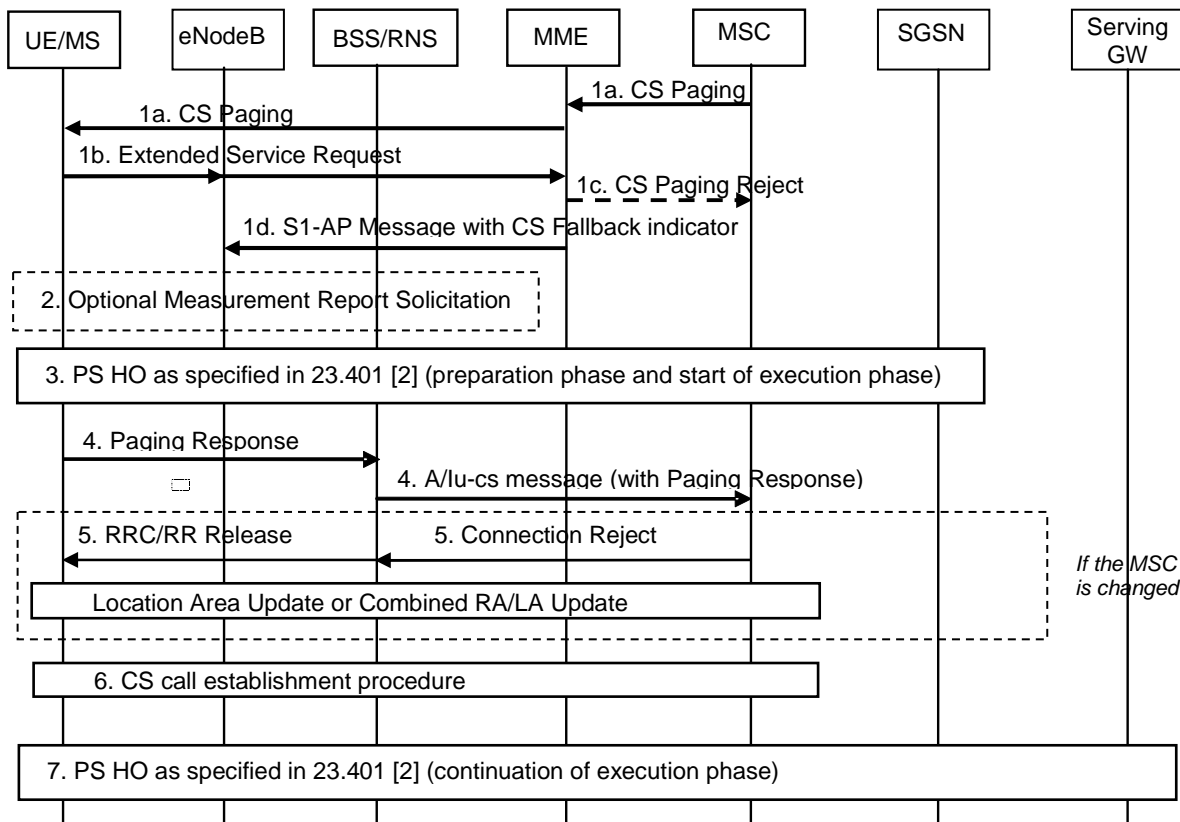 UE/MS
eNodeB
BSS/RNS
MME
MSC
SGSN
Serving
GW
1a. CS Paging
1a. CS Paging
1b. Extended Service Request
1c. CS Paging Reject
1d. S1-AP Message with CS Fallback indicator
2. Optional Measurement Report Solicitation
3. PS HO as specified in 23.401 [2] (preparation phase and start of execution phase)
4. Paging Response
4. A/Iu-cs message (with Paging Response)
5. RRC/RR Release
5. Connection Reject
If the MSC
is changed
Location Area Update or Combined RA/LA Update
6. CS call establishment procedure
7. PS HO as specified in 23.401 [2] (continuation of execution phase)